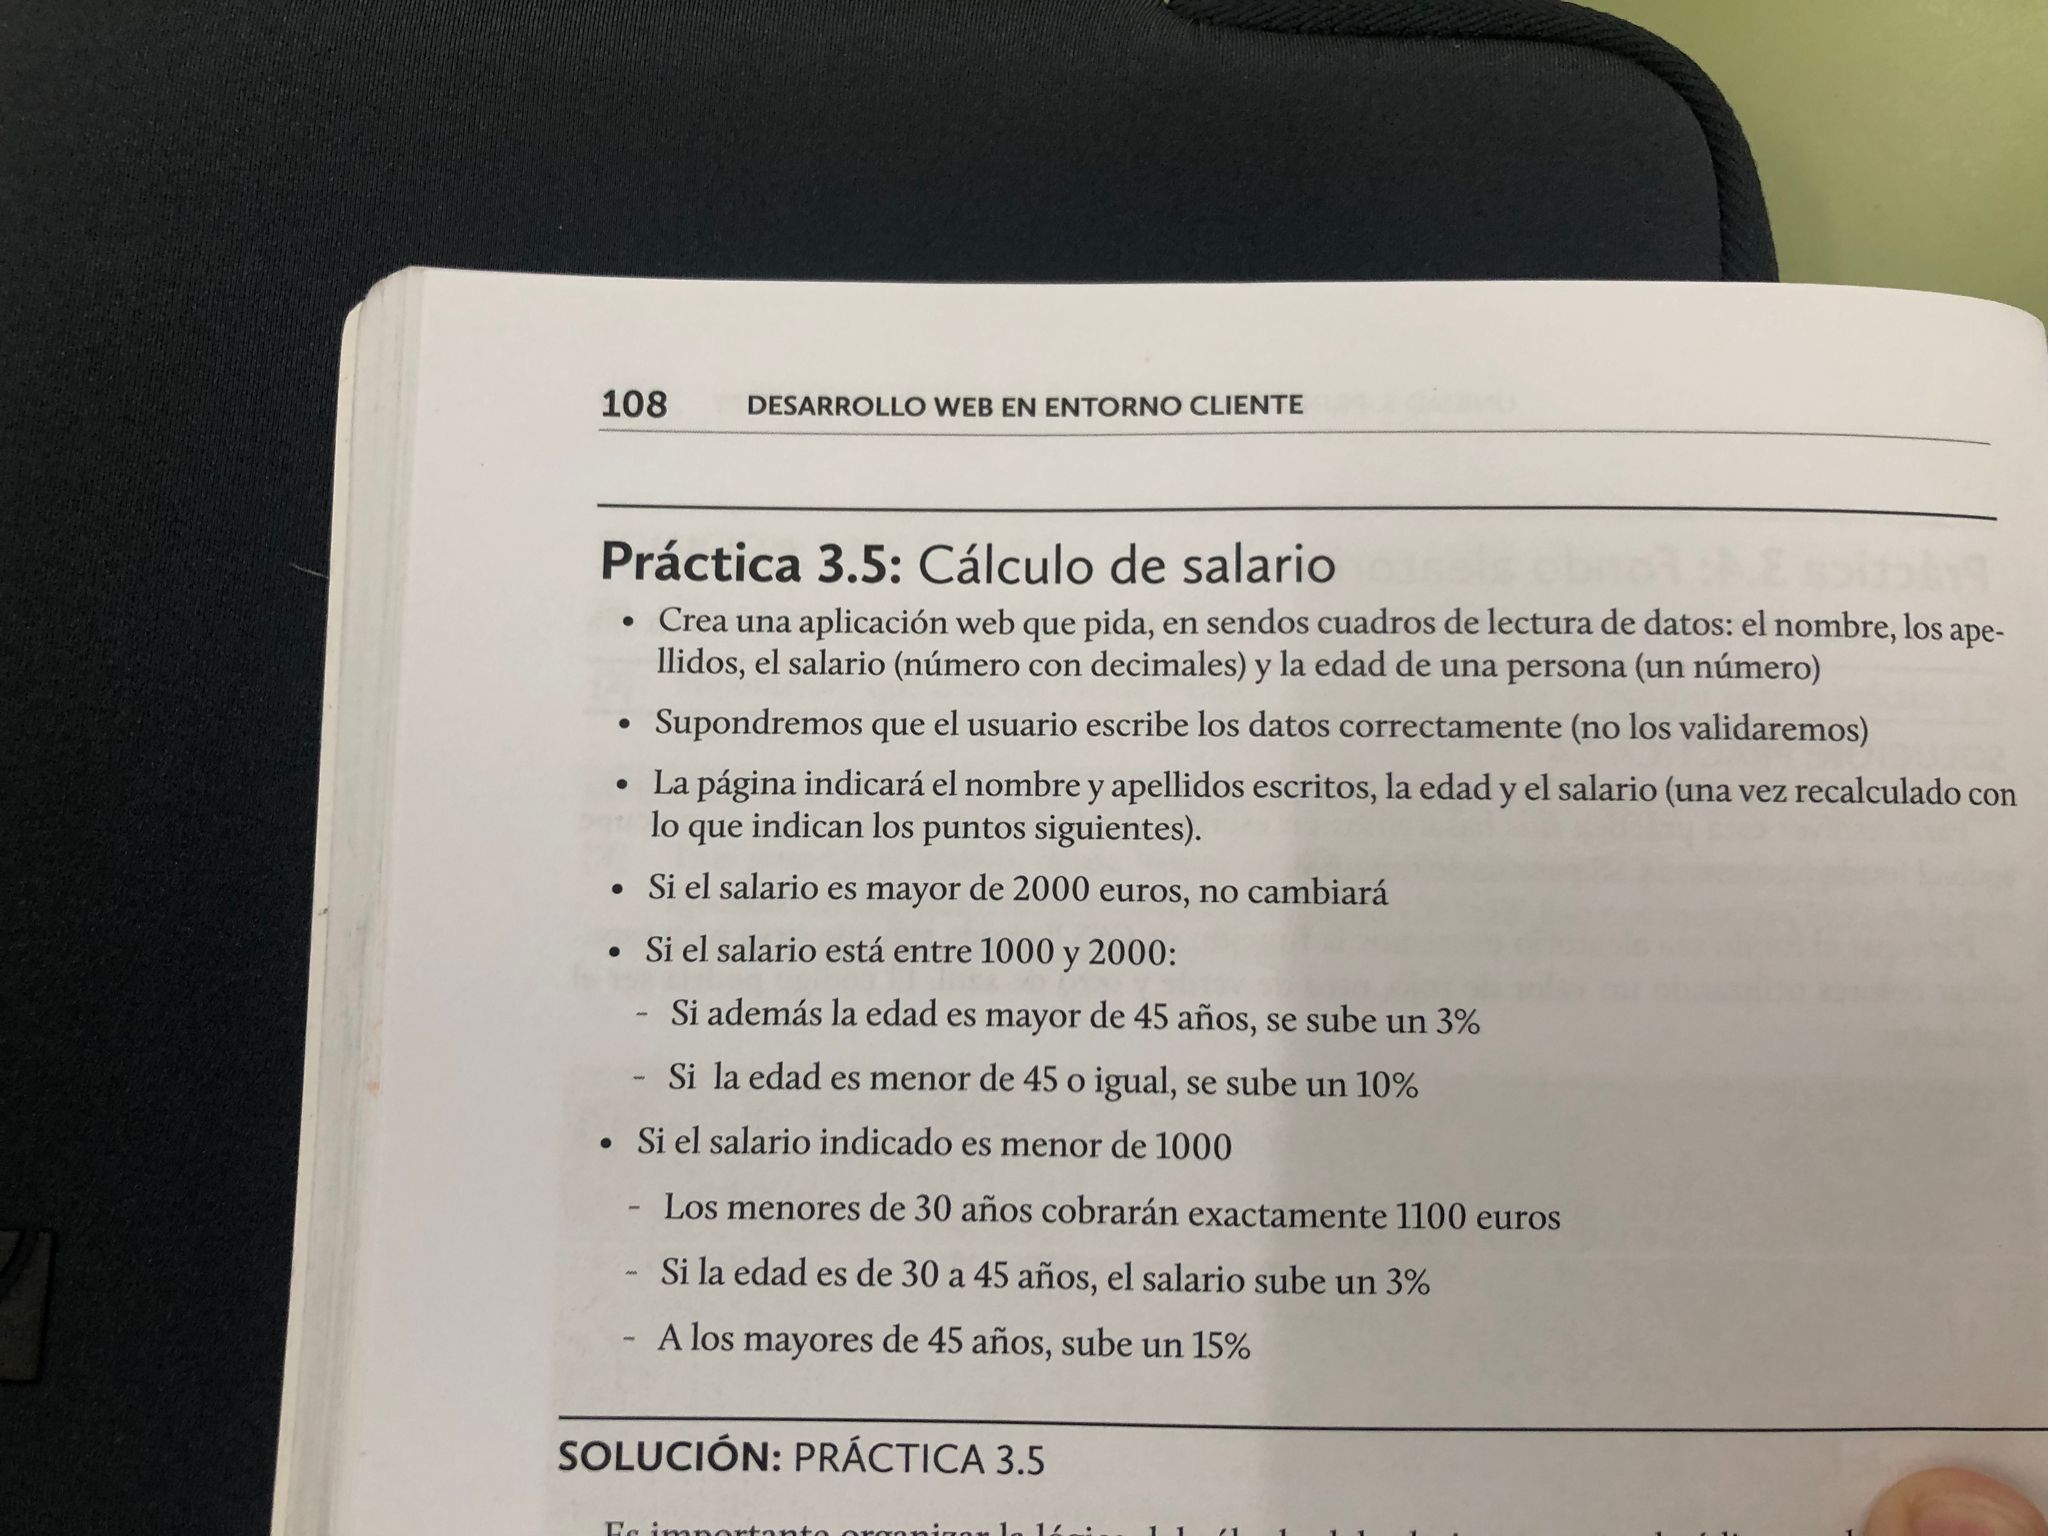 108 DESARROLLO WEB EN ENTORNO CLIENTE
Práctica 3.5: Cálculo de salario
• Crea una aplicación web que pida, en sendos cuadros de lectura de datos: el nombre, los ape-
llidos, el salario (número con decimales) y la edad de una persona (un número)
• Supondremos que el usuario escribe los datos correctamente (no los validaremos)
• La página indicará el nombre y apellidos escritos, la edad y el salario (una vez recalculado con
lo que indican los puntos siguientes).
• Si el salario es mayor de 2000 euros, no cambiará
• Si el salario está entre 1000 y 2000:
- Si además la edad es mayor de 45 años, se sube un 3%
- Si la edad es menor de 45 o igual, se sube un 10%
• Si el salario indicado es menor de 1000
- Los menores de 30 años cobrarán exactamente 1100 euros
- Si la edad es de 30 a 45 años, el salario sube un 3%
- A los mayores de 45 años, sube un 15%
SOLUCIÓN: PRÁCTICA 3.5
Es importante organizar la